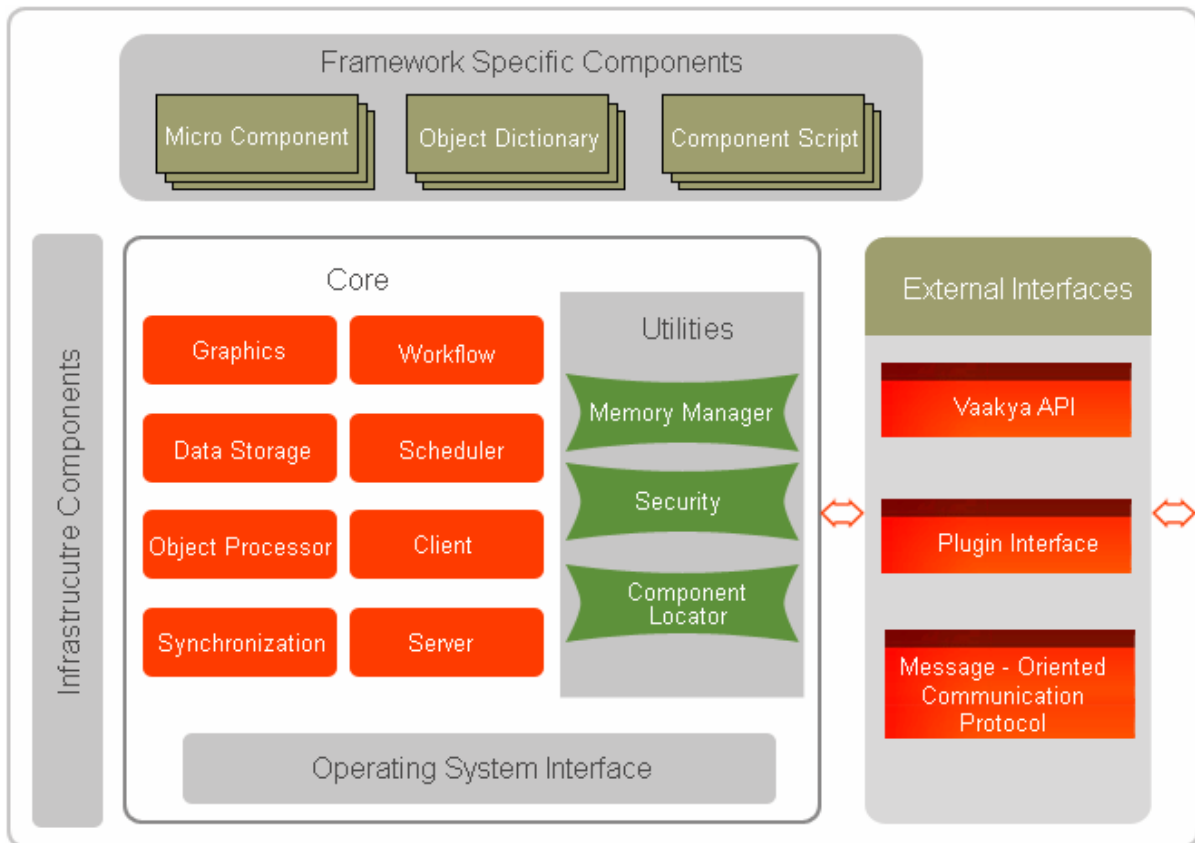 Framework Specific Components
Micro Component
Object Dictionary
Component Script
Infrastrucutre Components
Core
Graphics
Workflow
Data Storage
Scheduler
Object Processor
Client
Synchronization
Server
Utilities
Memory Manager
Security
Component
Locator
Operating System Interface
External Interfaces
Vaakya API
Plugin Interface
Message - Oriented
Communication
Protocol